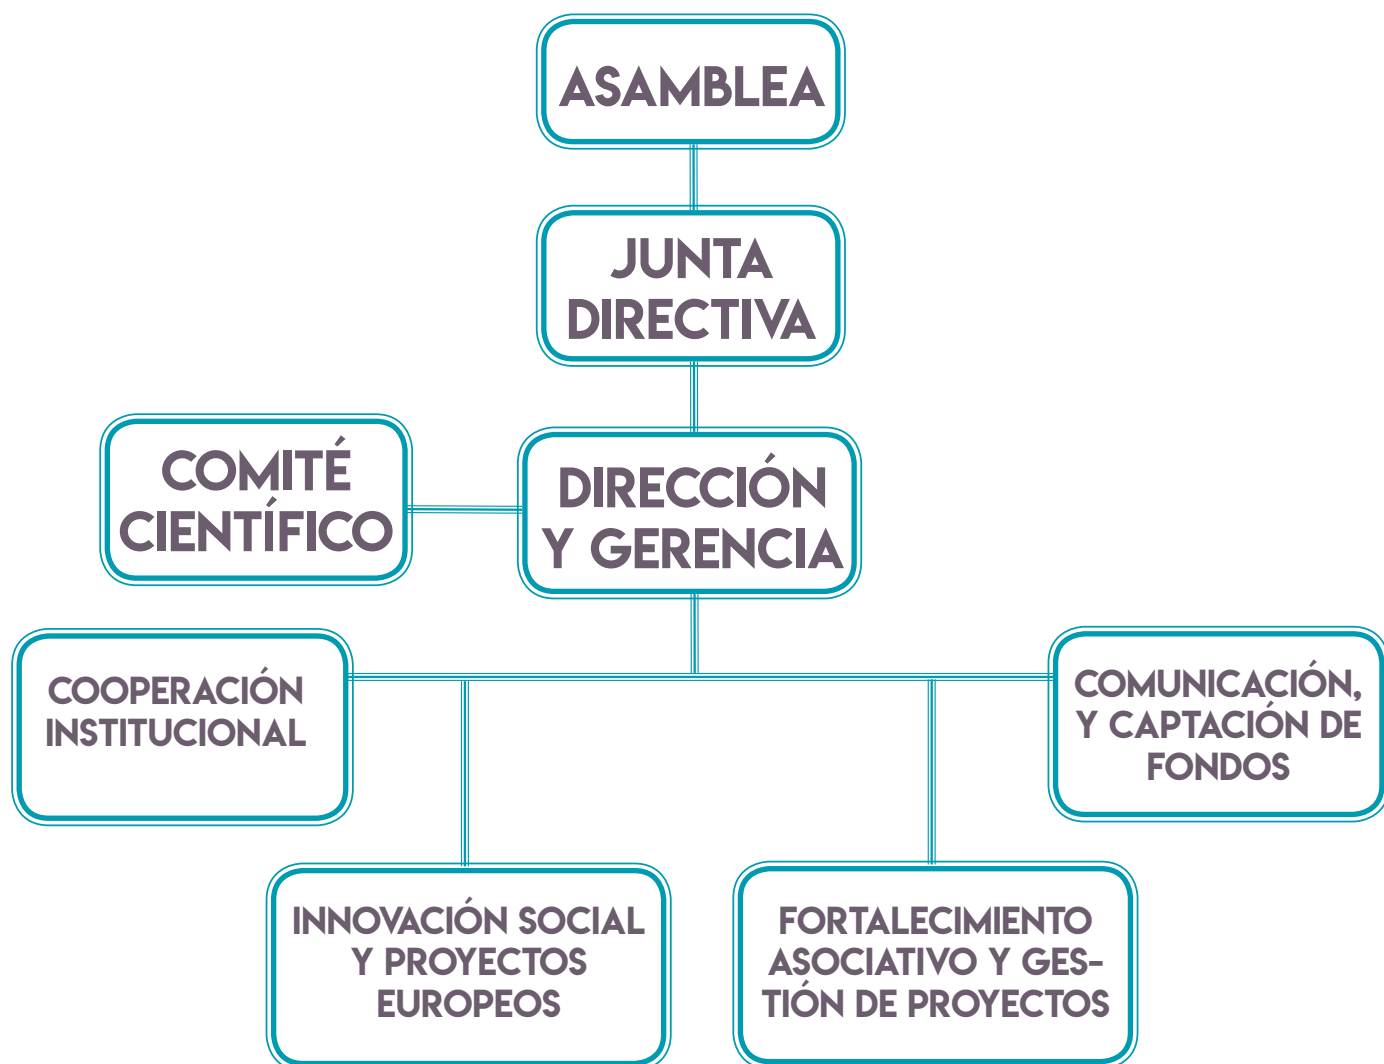 ASAMBLEA
JUNTA
DIRECTIVA
COMITÉ
CIENTÍFICO
DIRECCIÓN
Y GERENCIA
COOPERACIÓN
INSTITUCIONAL
COMUNICACIÓN,
Y CAPTACIÓN DE
FONDOS
INNOVACIÓN SOCIAL
Y PROYECTOS
EUROPEOS
FORTALECIMIENTO
ASOCIATIVO Y GES-
TIÓN DE PROYECTOS